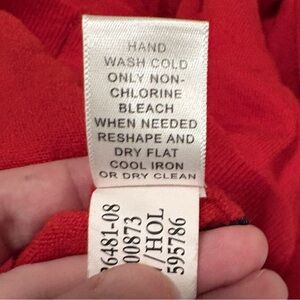 HAND
WASH COLD
ONLY NON-
CHLORINE
BLEACH
WHEN NEEDED
RESHAPE AND
DRY FLAT
COOL IRON
OR DRY CLEAN
6481-08
00873
/HOL
595786